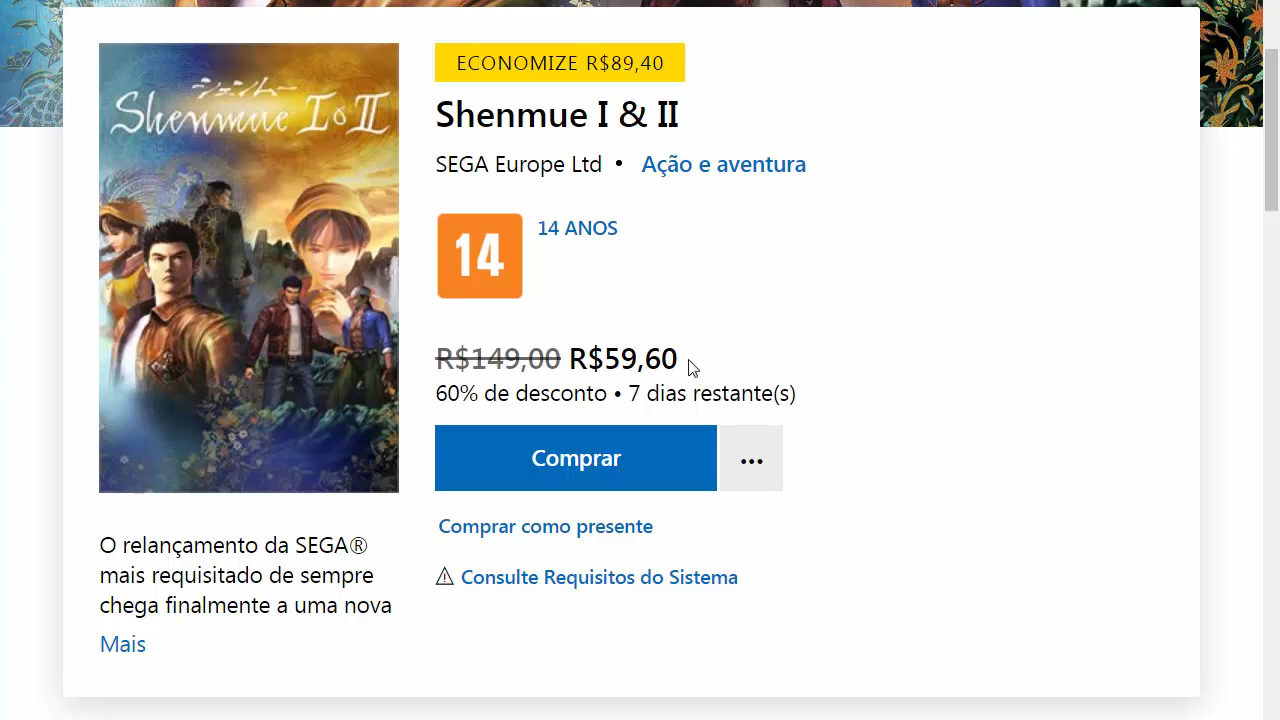 シェンムー
Shenmue I & II
ECONOMIZE R$89,40
Shenmue I & II
SEGA Europe Ltd • Ação e aventura
14
14 ANOS
R$149,00 R$59,60
60% de desconto • 7 dias restante(s)
Comprar
...
Comprar como presente
⚠ Consulte Requisitos do Sistema
O relançamento da SEGA®
mais requisitado de sempre
chega finalmente a uma nova
Mais